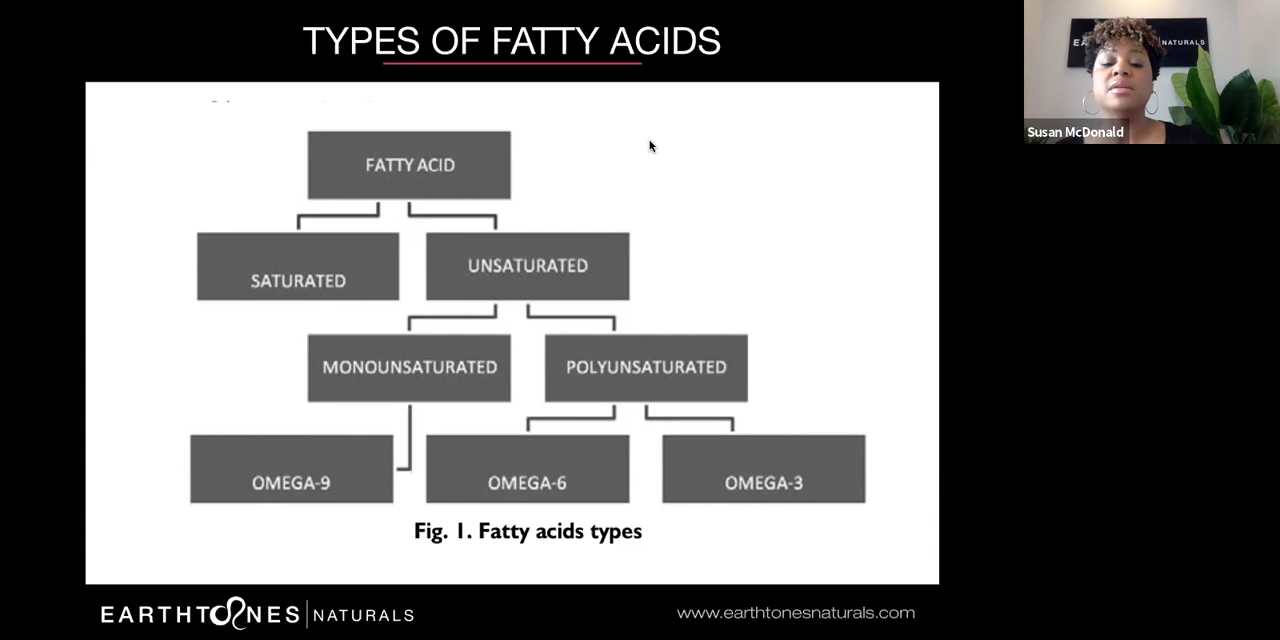 TYPES OF FATTY ACIDS
FATTY ACID
SATURATED
UNSATURATED
MONOUNSATURATED
POLYUNSATURATED
OMEGA-9
OMEGA-6
OMEGA-3
Fig. 1. Fatty acids types
EARTHTONES NATURALS
www.earthtonesnaturals.com
NATURALS
Susan McDonald